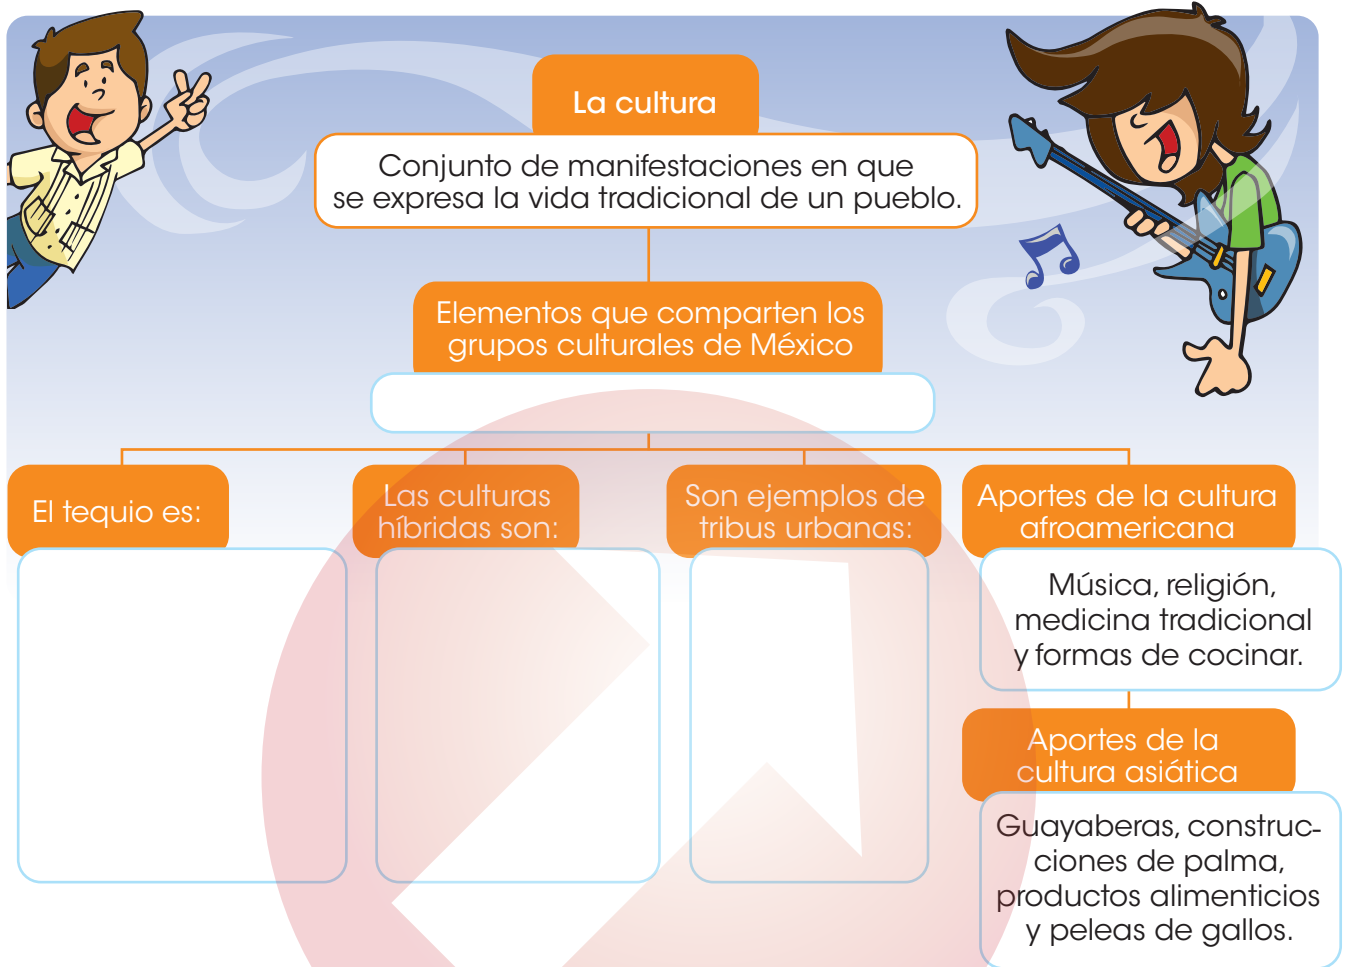 La cultura
Conjunto de manifestaciones en que
se expresa la vida tradicional de un pueblo.
Elementos que comparten los
grupos culturales de México
El tequio es:
Las culturas
híbridas son:
Son ejemplos de
tribus urbanas:
Aportes de la cultura
afroamericana
Música, religión,
medicina tradicional
y formas de cocinar.
Aportes de la
cultura asiática
Guayaberas, construc-
ciones de palma,
productos alimenticios
y peleas de gallos.